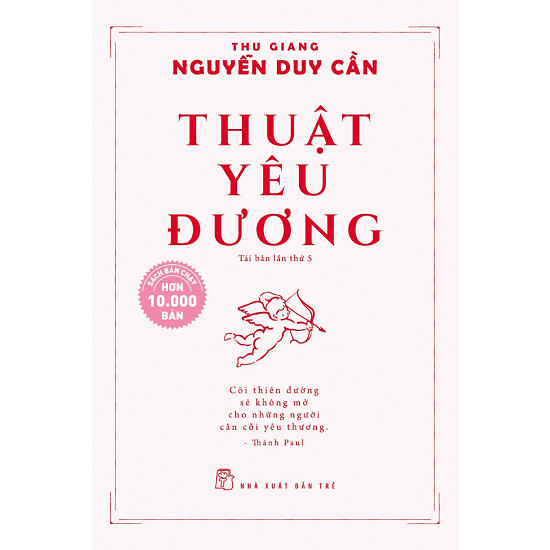 THU GIANG
NGUYỄN DUY CẦN
THUẬT
YÊU
ĐƯƠNG
Tái bản lần thứ 5
SÁCH BÁN CHẠY
HƠN
10.000
BẢN
Cõi thiên đường
sẽ không mở
cho những người
cằn cỗi yêu thương.
- Thánh Paul
NHÀ XUẤT BẢN TRẺ